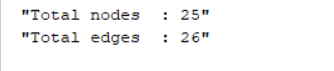 "Total nodes  : 25"
"Total edges  : 26"